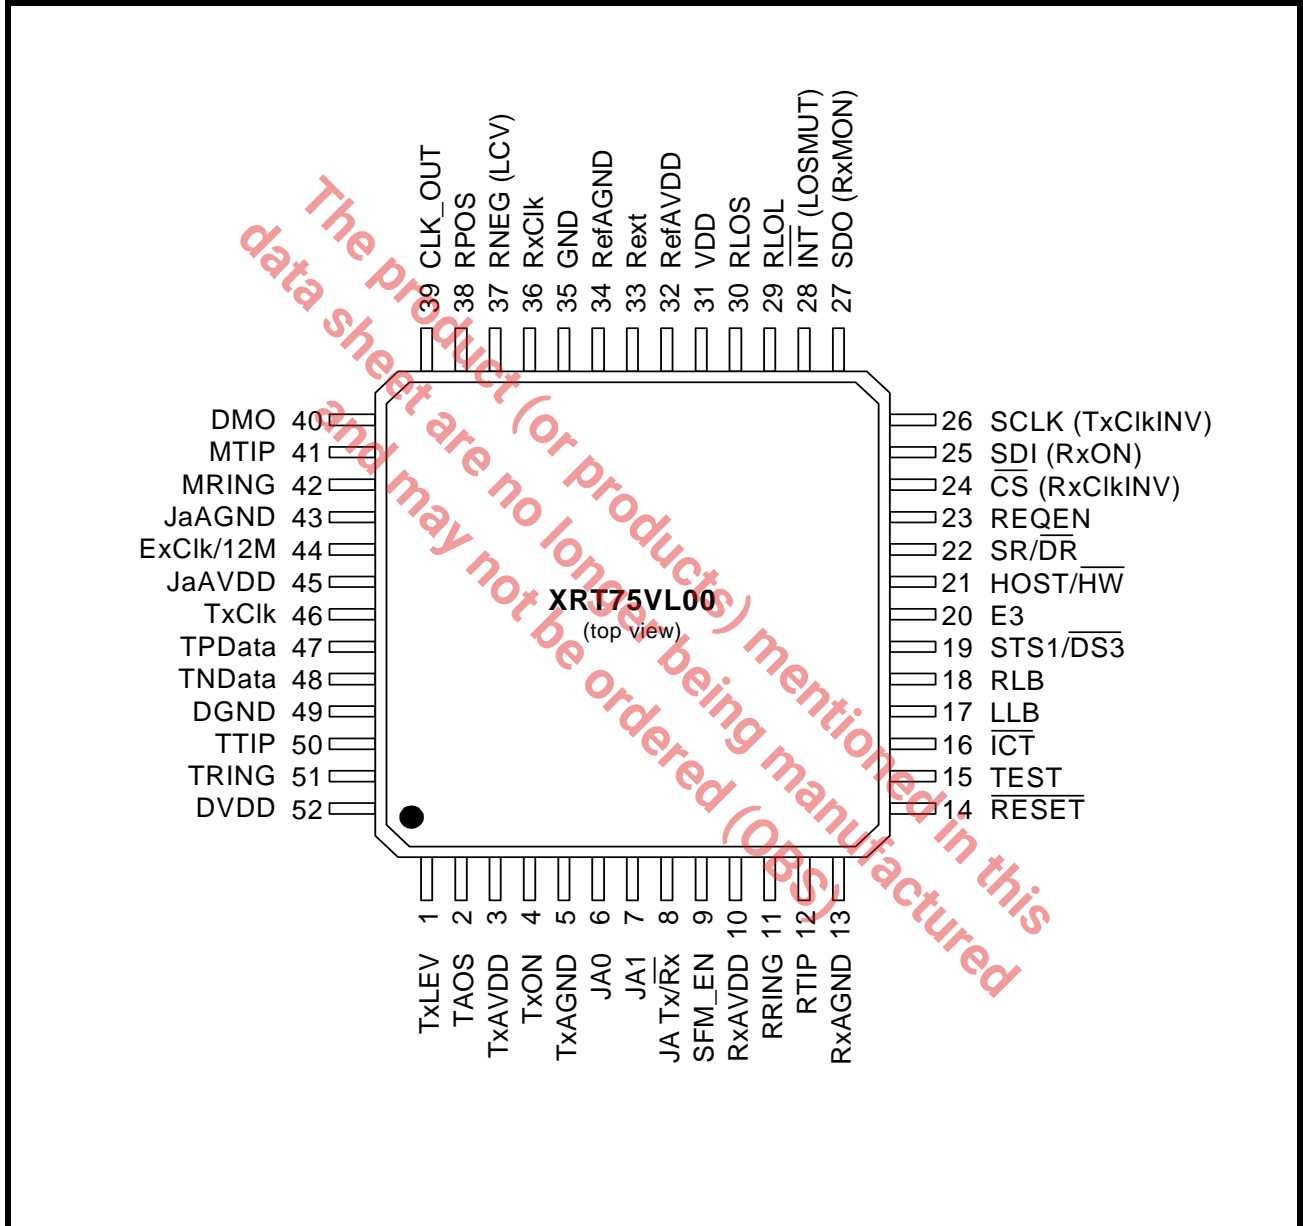 39 CLK_OUT
38 RPOS
37 RNEG (LCV)
36 RxClk
35 GND
34 RefAGND
33 Rext
32 RefAVDD
31 VDD
30 RLOS
29 RLOL
28 INT (LOSMUT)
27 SDO (RxMON)
DMO 40
MTIP 41
MRING 42
JaAGND 43
ExClk/12M 44
JaAVDD 45
TxClk 46
TPData 47
TNData 48
DGND 49
TTIP 50
TRING 51
DVDD 52
XRT75VL00
(top view)
26 SCLK (TxClkINV)
25 SDI (RxON)
24 CS (RxClkINV)
23 REQEN
22 SR/DR
21 HOST/HW
20 E3
19 STS1/DS3
18 RLB
17 LLB
16 ICT
15 TEST
14 RESET
TxLEV 1
TAOS 2
TxAVDD 3
TxON 4
TxAGND 5
JA0 6
JA1 7
JA Tx/Rx 8
SFM_EN 9
RxAVDD 10
RRING 11
RTIP 12
RxAGND 13
The product (or products) mentioned in this
data sheet are no longer being manufactured
and may not be ordered (OBS)